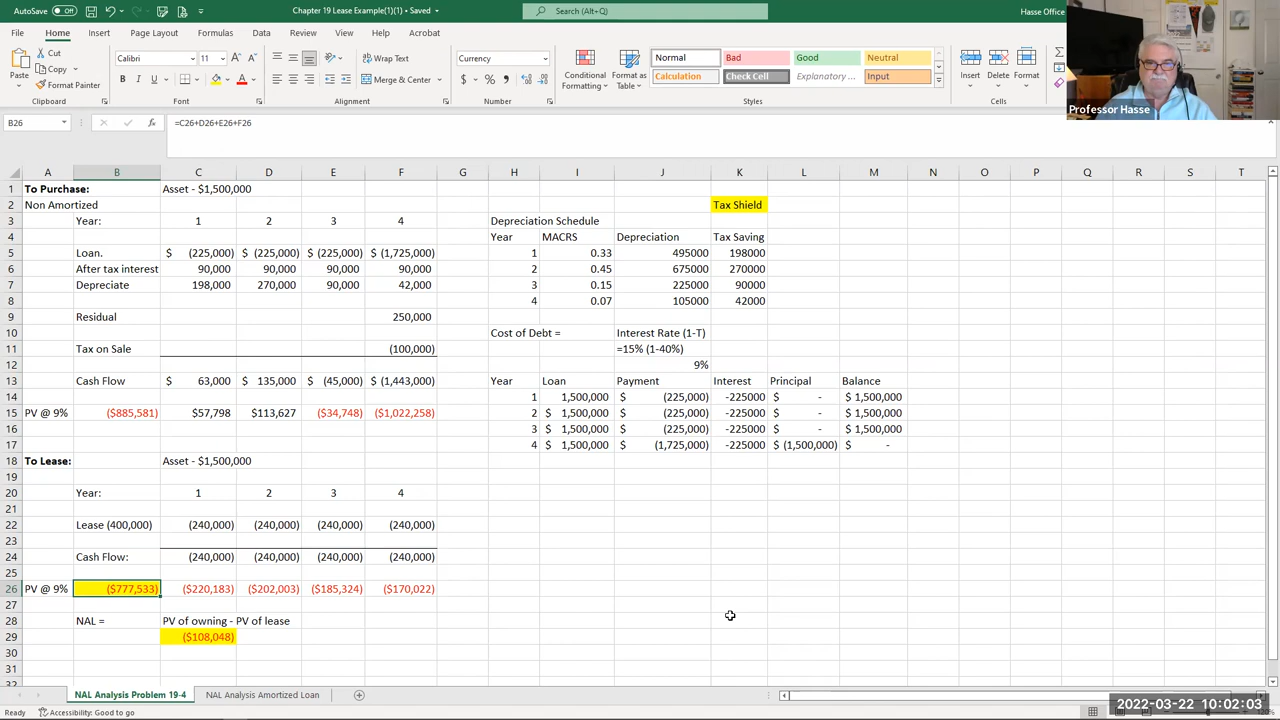 AutoSave Off Chapter 19 Lease Example(1)(1) • Saved Search (Alt+Q) Hasse Office
File Home Insert Page Layout Formulas Data Review View Help Acrobat
Paste Cut Copy Format Painter Clipboard
Calibri 11 B I U Font
Wrap Text Merge & Center Alignment
Currency $ % Number
Conditional Formatting Format as Table
Normal Bad Good Neutral
Calculation Check Cell Explanatory ... Input
Styles
Insert Delete Format Cells
Professor Hasse
B26 fx =C26+D26+E26+F26
A B C D E F G H I J K L M N O P Q R S T
1 To Purchase: Asset - $1,500,000
2 Non Amortized Tax Shield
3 Year: 1 2 3 4 Depreciation Schedule
4 Year MACRS Depreciation Tax Saving
5 Loan. $ (225,000) $ (225,000) $ (225,000) $ (1,725,000) 1 0.33 495000 198000
6 After tax interest 90,000 90,000 90,000 90,000 2 0.45 675000 270000
7 Depreciate 198,000 270,000 90,000 42,000 3 0.15 225000 90000
8 4 0.07 105000 42000
9 Residual 250,000
10 Cost of Debt = Interest Rate (1-T)
11 Tax on Sale (100,000) =15% (1-40%)
12 9%
13 Cash Flow $ 63,000 $ 135,000 $ (45,000) $ (1,443,000) Year Loan Payment Interest Principal Balance
14 1 1,500,000 $ (225,000) -225000 $ - $ 1,500,000
15 PV @ 9% ($885,581) $57,798 $113,627 ($34,748) ($1,022,258) 2 $ 1,500,000 $ (225,000) -225000 $ - $ 1,500,000
16 3 $ 1,500,000 $ (225,000) -225000 $ - $ 1,500,000
17 4 $ 1,500,000 $ (1,725,000) -225000 $ (1,500,000) $ -
18 To Lease: Asset - $1,500,000
19
20 Year: 1 2 3 4
21
22 Lease (400,000) (240,000) (240,000) (240,000) (240,000)
23
24 Cash Flow: (240,000) (240,000) (240,000) (240,000)
25
26 PV @ 9% ($777,533) ($220,183) ($202,003) ($185,324) ($170,022)
27
28 NAL = PV of owning - PV of lease
29 ($108,048)
30
31
32
NAL Analysis Problem 19-4 NAL Analysis Amortized Loan
Ready Accessibility: Good to go
2022-03-22 10:02:03